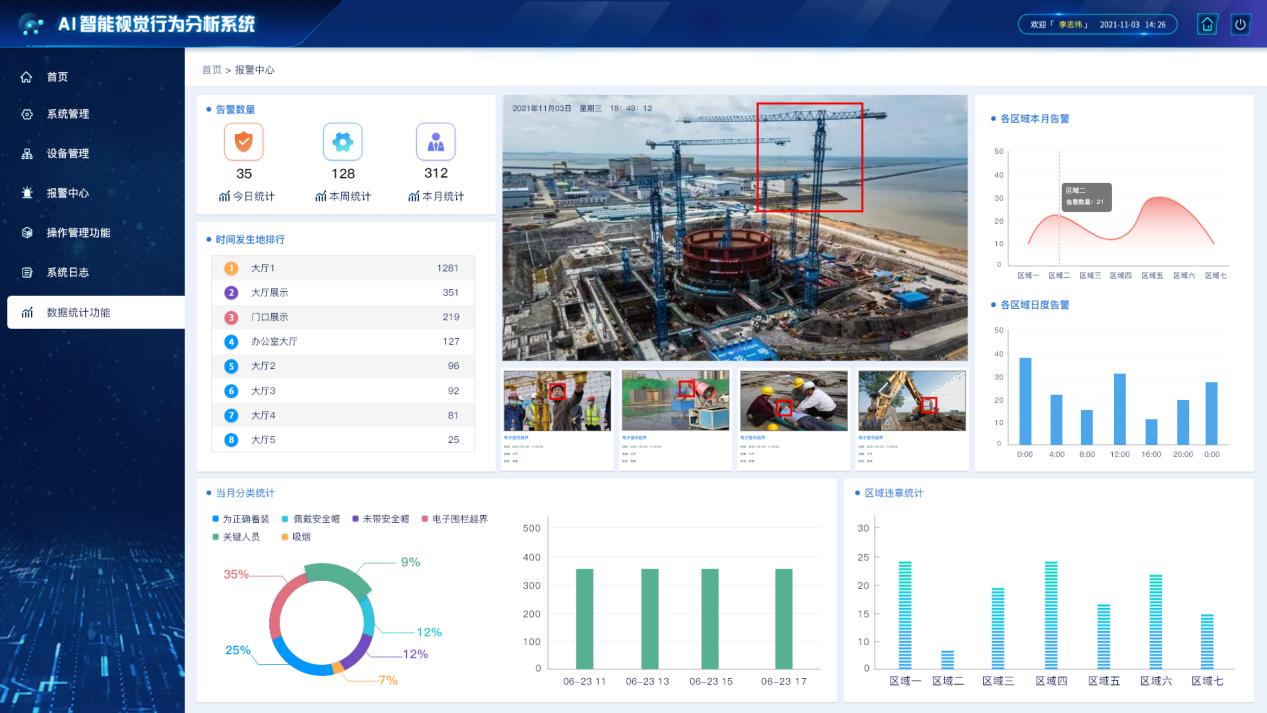 AI智能视觉行为分析系统
欢迎「 李志伟 」 2021-11-03 14: 26
首页
系统管理
设备管理
报警中心
操作管理功能
系统日志
数据统计功能
首页 > 报警中心
告警数量
35
128
312
今日统计
本周统计
本月统计
时间发生地排行
1 大厅1 1281
2 大厅展示 351
3 门口展示 219
4 办公室大厅 127
5 大厅2 96
6 大厅3 92
7 大厅4 81
8 大厅5 25
2021年11月03日 星期三 18: 49: 12
电子围栏越界
电子围栏越界
电子围栏越界
电子围栏越界
各区域本月告警
50
40
30
20
10
0
区域二
告警数量: 21
区域一 区域二 区域三 区域四 区域五 区域六 区域七
各区域日度告警
50
40
30
20
10
0
0:00 4:00 8:00 12:00 16:00 20:00 0:00
当月分类统计
为正确着装 佩戴安全帽 未带安全帽 电子围栏越界
关键人员 吸烟
9%
35%
12%
25%
12%
7%
500
400
300
200
100
0
06-23 11 06-23 13 06-23 15 06-23 17
区域违章统计
30
25
20
15
10
0
区域一 区域二 区域三 区域四 区域五 区域六 区域七